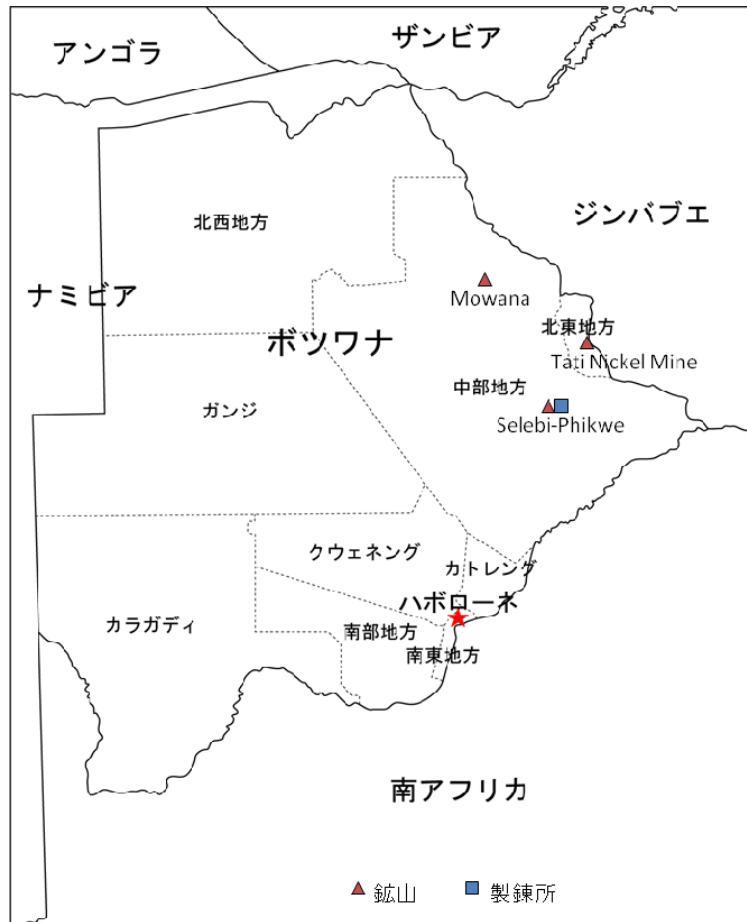 アンゴラ
ザンビア
ジンバブエ
北西地方
ナミビア
Mowana
北東地方
ボツワナ
Tati Nickel Mine
中部地方
ガンジ
Selebi-Phikwe
クウェネング
カトレング
ハボローネ
カラガディ
南部地方
南東地方
南アフリカ
鉱山
製錬所